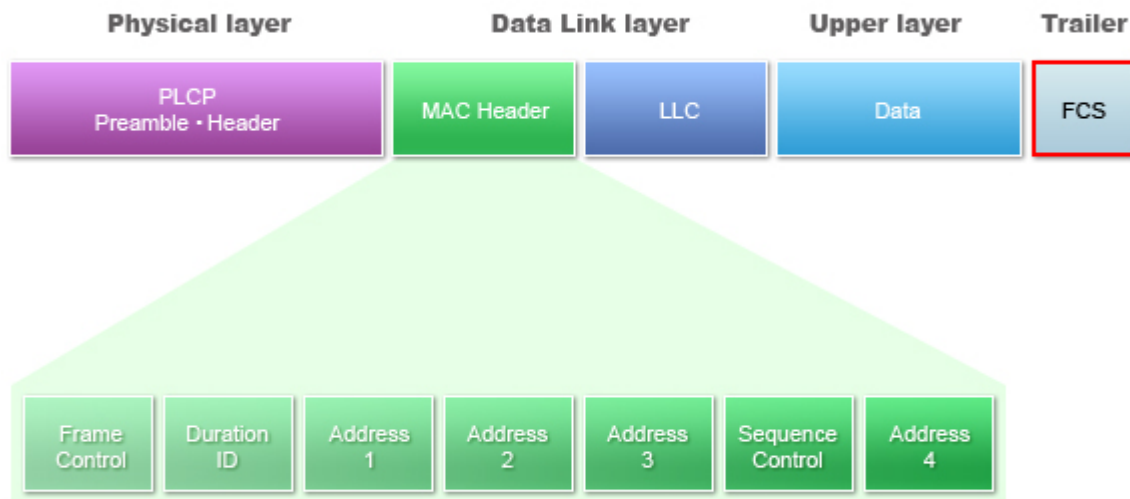 Physical layer
Data Link layer
Upper layer
Trailer
PLCP
Preamble・Header
MAC Header
LLC
Data
FCS
Frame
Control
Duration
ID
Address
1
Address
2
Address
3
Sequence
Control
Address
4